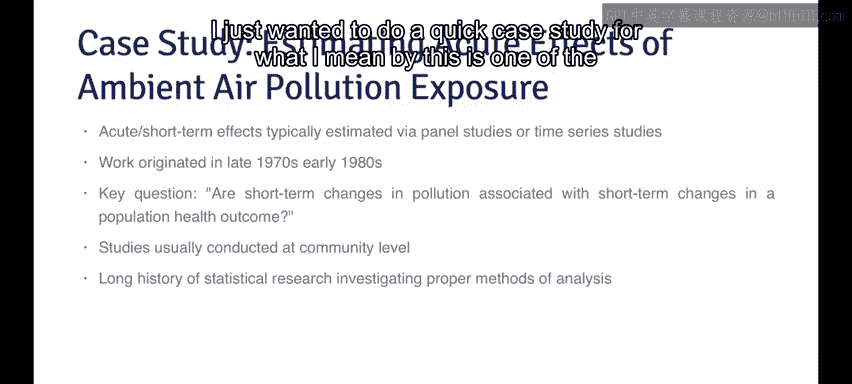 I just wanted to do a quick case study for
what I mean by this is one of the
Case Study: Estimating Acute Effects of
Ambient Air Pollution Exposure
· Acute/short-term effects typically estimated via panel studies or time series studies
· Work originated in late 1970s early 1980s
· Key question: "Are short-term changes in pollution associated with short-term changes in a
population health outcome?"
· Studies usually conducted at community level
· Long history of statistical research investigating proper methods of analysis